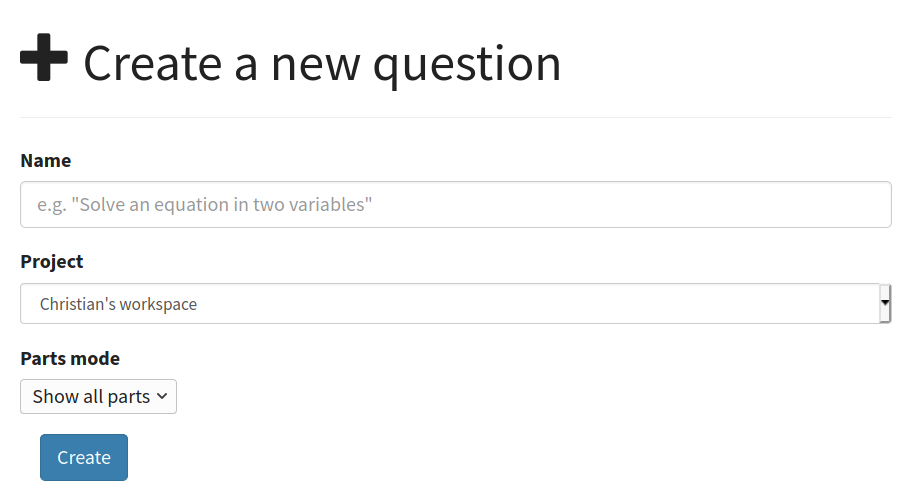 Create a new question
Name
e.g. "Solve an equation in two variables"
Project
Christian's workspace
Parts mode
Show all parts
Create